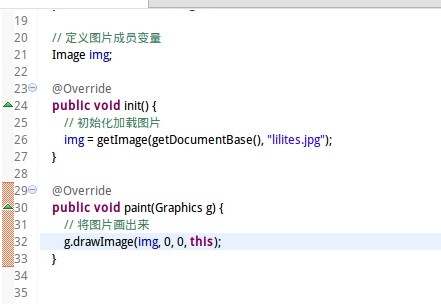 19
20 // 定义图片成员变量
21 Image img;
22
23 @Override
24 public void init() {
25 // 初始化加载图片
26 img = getImage(getDocumentBase(), "lilites.jpg");
27 }
28
29 @Override
30 public void paint(Graphics g) {
31 // 将图片画出来
32 g.drawImage(img, 0, 0, this);
33 }
34
35